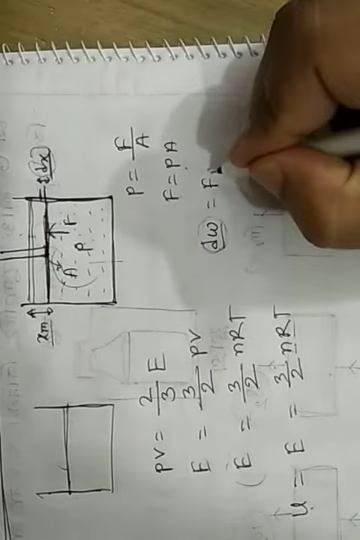 dx
xm
A
P
F
P = F/A
F = PA
dW = F
PV = 2/3 E
E = 3/2 PV
(E = 3/2 nRT
U = E = 3/2 nRT